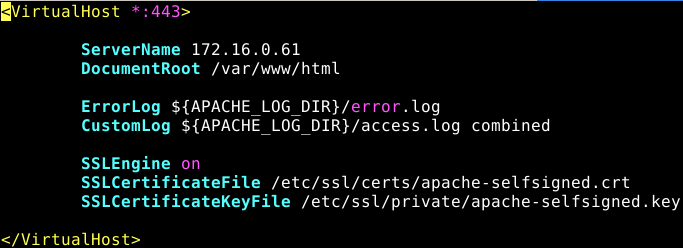 <VirtualHost *:443>
ServerName 172.16.0.61
DocumentRoot /var/www/html
ErrorLog ${APACHE_LOG_DIR}/error.log
CustomLog ${APACHE_LOG_DIR}/access.log combined
SSLEngine on
SSLCertificateFile /etc/ssl/certs/apache-selfsigned.crt
SSLCertificateKeyFile /etc/ssl/private/apache-selfsigned.key
</VirtualHost>